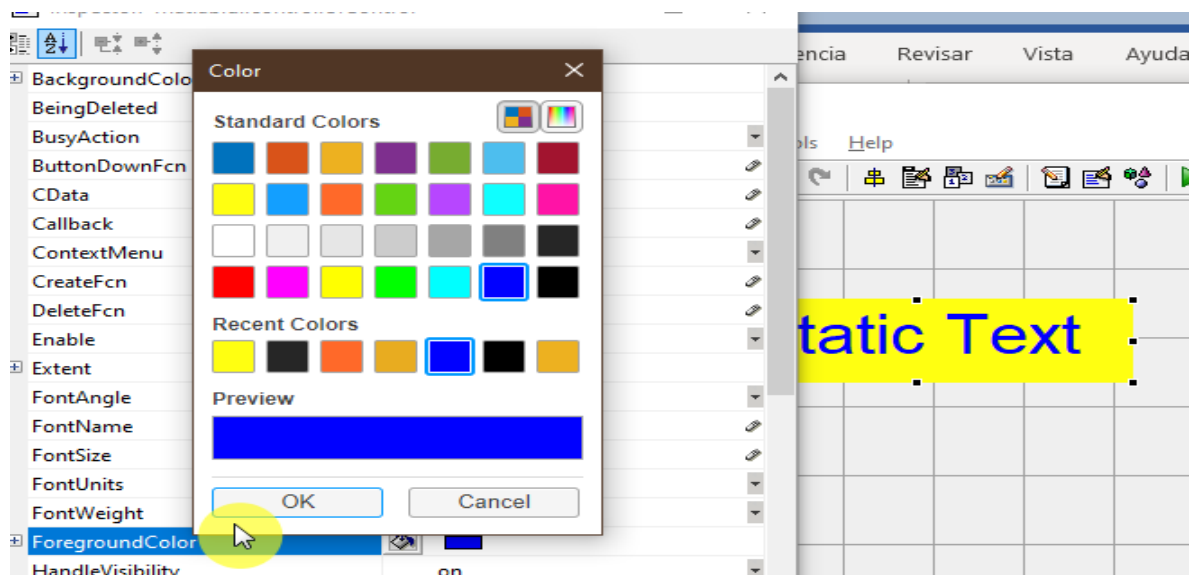 BackgroundColo
BeingDeleted
BusyAction
ButtonDownFcn
CData
Callback
ContextMenu
CreateFcn
DeleteFcn
Enable
Extent
FontAngle
FontName
FontSize
FontUnits
FontWeight
ForegroundColor
HandleVisibility on
Color
Standard Colors
Recent Colors
Preview
OK Cancel
encia Revisar Vista Ayuda
ols Help
tatic Text